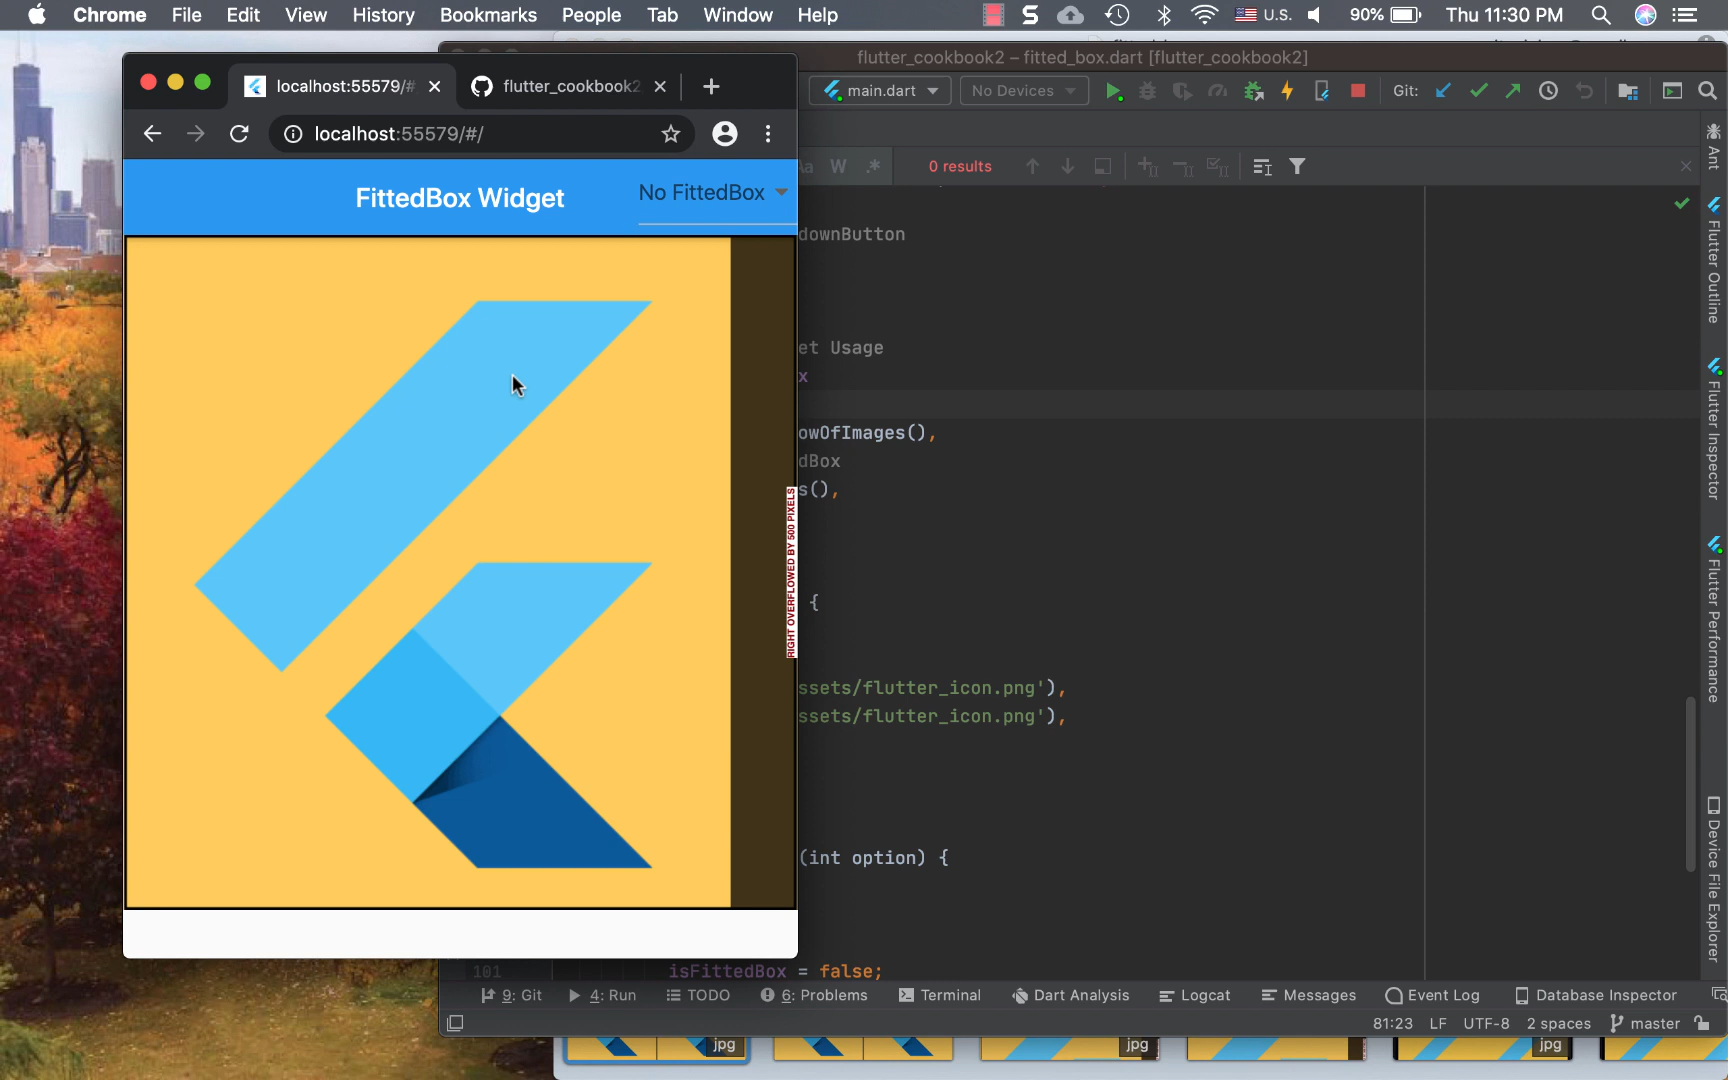 Chrome File Edit View History Bookmarks People Tab Window Help U.S. 90% Thu 11:30 PM
flutter_cookbook2 – fitted_box.dart [flutter_cookbook2]
localhost:55579/# flutter_cookbook2
main.dart No Devices Git:
localhost:55579/#/
W .* 0 results
FittedBox Widget No FittedBox
downButton
et Usage
x
owOfImages(),
dBox
s(),
RIGHT OVERFLOWED BY 500 PIXELS
{
ssets/flutter_icon.png'),
ssets/flutter_icon.png'),
(int option) {
101 isFittedBox = false;
Ant
Flutter Outline
Flutter Inspector
Flutter Performance
Device File Explorer
9: Git 4: Run TODO 6: Problems Terminal Dart Analysis Logcat Messages Event Log Database Inspector
81:23 LF UTF-8 2 spaces master
jpg jpg jpg